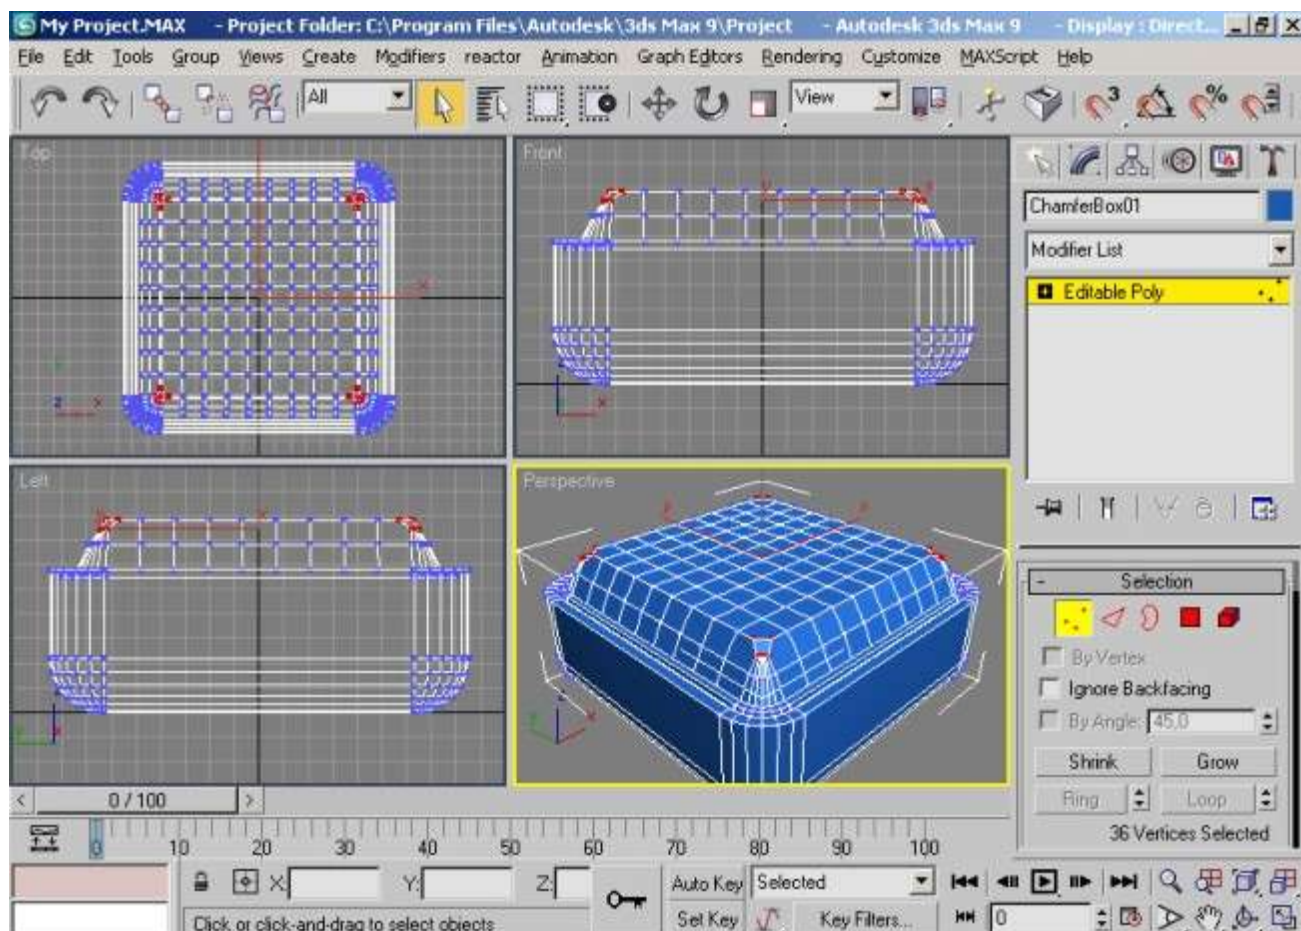 My Project.MAX - Project Folder: C:\Program Files\Autodesk\3ds Max 9\Project - Autodesk 3ds Max 9 - Display : Direct...
File Edit Tools Group Views Create Modifiers reactor Animation Graph Editors Rendering Customize MAXScript Help
All View 3 %
Top Front
ChamferBox01
Modifier List
Editable Poly
Left Perspective
Selection
By Vertex
Ignore Backfacing
By Angle: 45,0
Shrink Grow
Ring Loop
36 Vertices Selected
0 / 100
0 10 20 30 40 50 60 70 80 90 100
X: Y: Z: Auto Key Selected
Click or click-and-drag to select objects Set Key Key Filters... 0